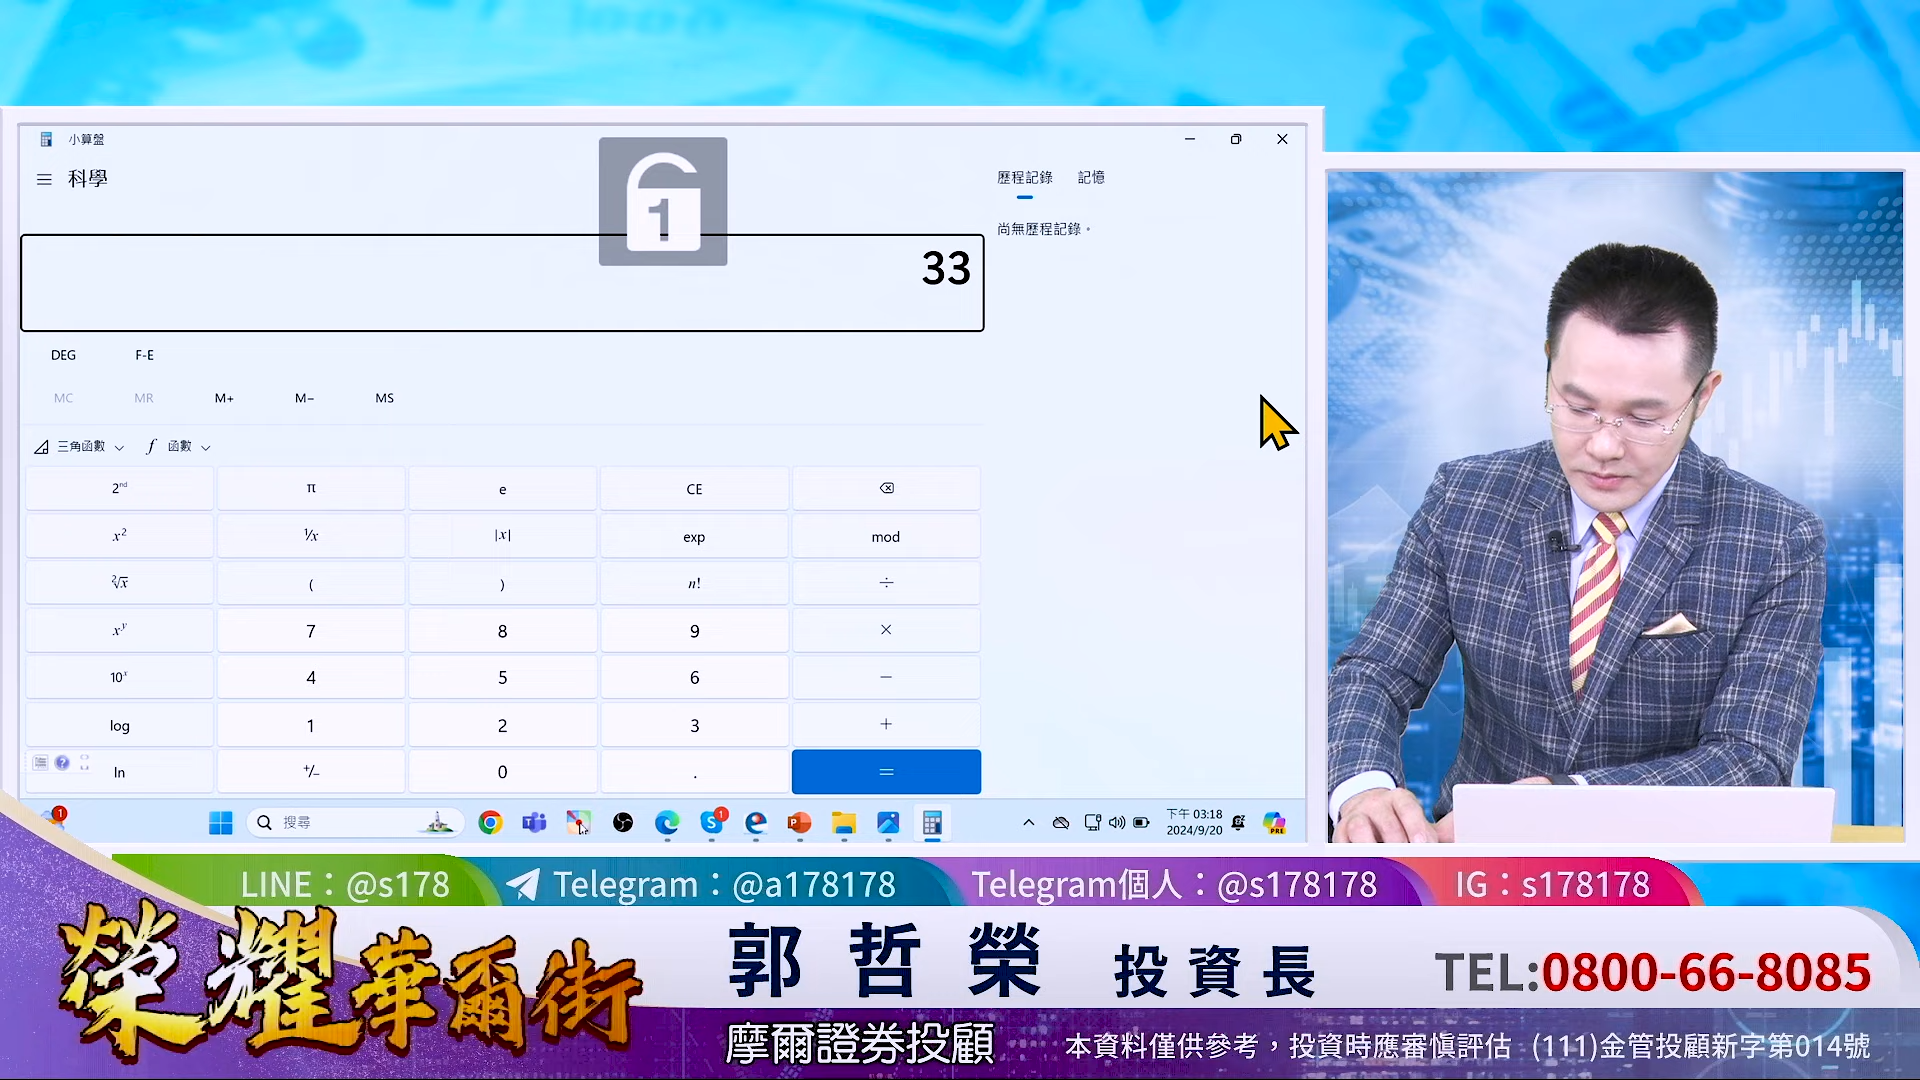 小算盤
科學
1
33
歷程記錄 記憶
尚無歷程記錄。
DEG F-E
MC MR M+ M- MS
三角函數 f 函數
2nd π e CE
x² ¹/x |x| exp mod
²√x ( ) n! ÷
xʸ 7 8 9 ×
10ˣ 4 5 6 −
log 1 2 3 +
ln +/− 0 . =
1 搜尋 1
下午 03:18
2024/9/20
LINE：@s178 Telegram：@a178178 Telegram個人：@s178178 IG：s178178
榮耀華爾街
郭哲榮 投資長 TEL:0800-66-8085
摩爾證券投顧 本資料僅供參考，投資時應審慎評估 (111)金管投顧新字第014號